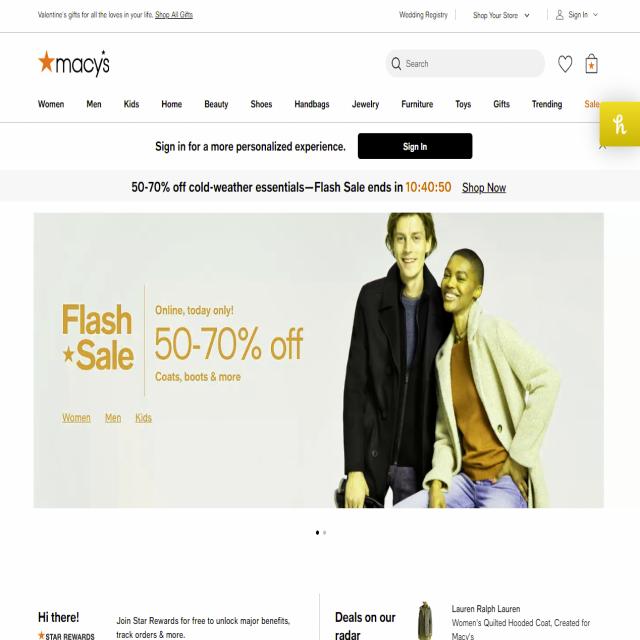 Valentine's gifts for all the loves in your life. Shop All Gifts
Wedding Registry
Shop Your Store
Sign In
macy's
Search
Women Men Kids Home Beauty Shoes Handbags Jewelry Furniture Toys Gifts Trending Sale
h
Sign in for a more personalized experience.
Sign In
50-70% off cold-weather essentials—Flash Sale ends in 10:40:50 Shop Now
Flash
Sale
Online, today only!
50-70% off
Coats, boots & more
Women Men Kids
Hi there!
STAR REWARDS
Join Star Rewards for free to unlock major benefits,
track orders & more.
Deals on our
radar
Lauren Ralph Lauren
Women's Quilted Hooded Coat, Created for
Macy's